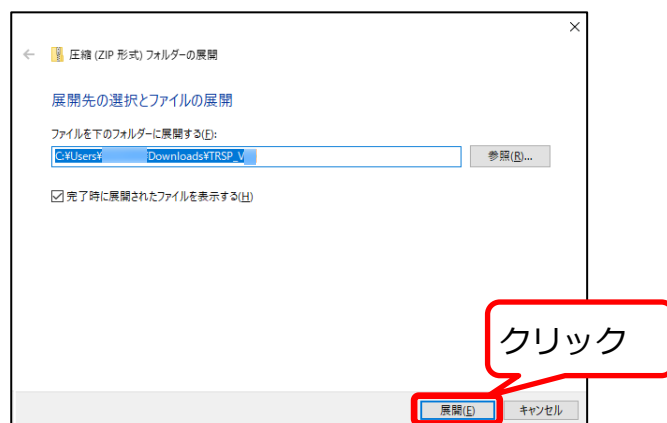 圧縮 (ZIP 形式) フォルダーの展開
展開先の選択とファイルの展開
ファイルを下のフォルダーに展開する(F):
C:¥Users¥ Downloads¥TRSP_V
参照(R)...
完了時に展開されたファイルを表示する(H)
クリック
展開(E)
キャンセル